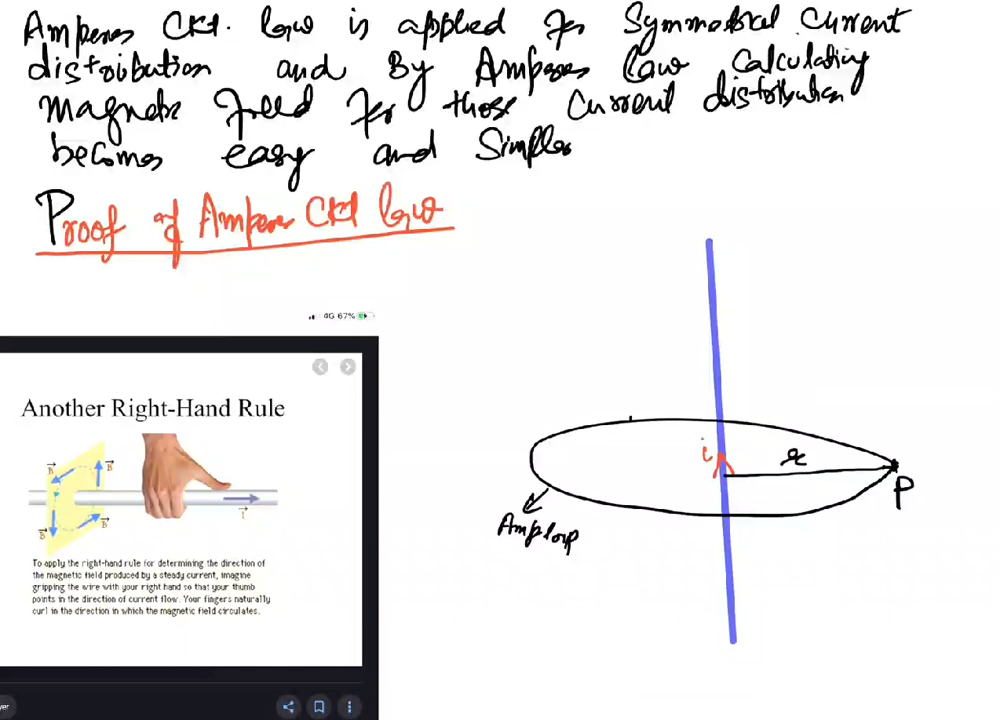 Amperes Ckt. law is applied for Symmetrical Current
distribution and By Amperes law Calculating
magnetic field for those Current distribution
becomes easy and Simpler
Proof of Amperes Ckt law
4G 67%
Another Right-Hand Rule
B B
B B
I
To apply the right-hand rule for determining the direction of
the magnetic field produced by a steady current, imagine
gripping the wire with your right hand so that your thumb
points in the direction of current flow. Your fingers naturally
curl in the direction in which the magnetic field circulates.
yer
i r
P
Amp loop